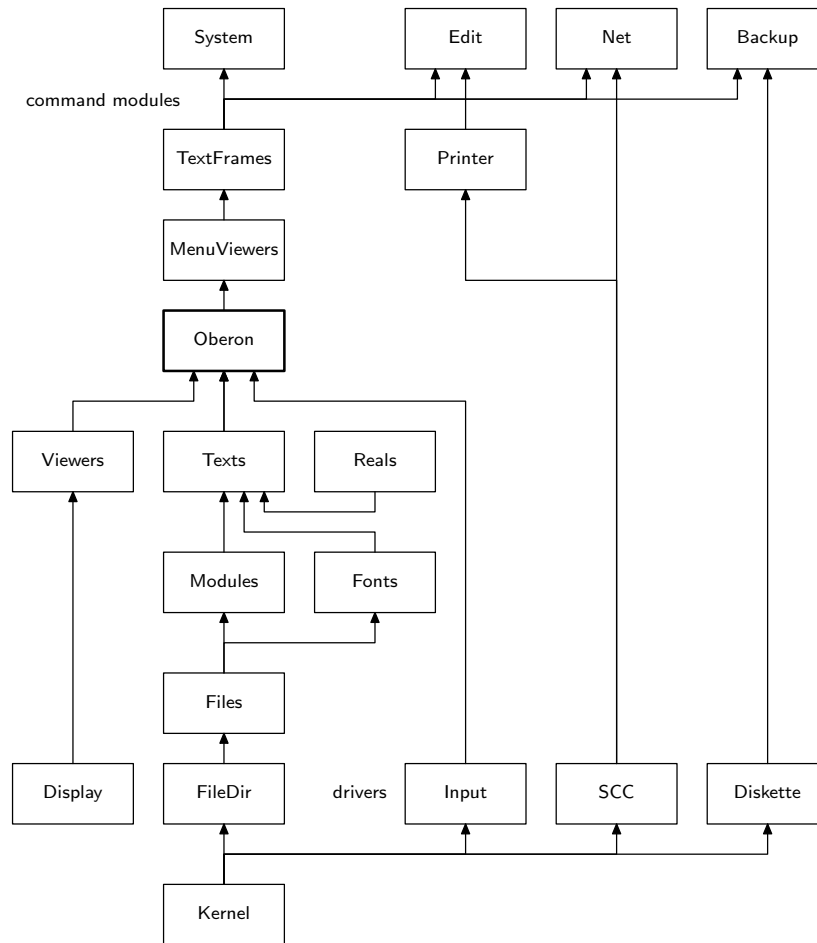 System
Edit
Net
Backup
command modules
TextFrames
Printer
MenuViewers
Oberon
Viewers
Texts
Reals
Modules
Fonts
Files
Display
FileDir
drivers
Input
SCC
Diskette
Kernel